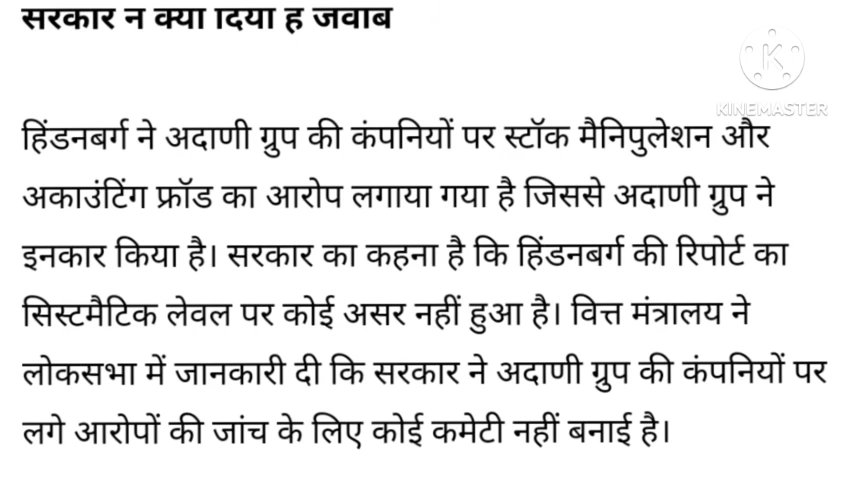 सरकार ने क्या दिया है जवाब
KINEMASTER
हिंडनबर्ग ने अदाणी ग्रुप की कंपनियों पर स्टॉक मैनिपुलेशन और
अकाउंटिंग फ्रॉड का आरोप लगाया गया है जिससे अदाणी ग्रुप ने
इनकार किया है। सरकार का कहना है कि हिंडनबर्ग की रिपोर्ट का
सिस्टमैटिक लेवल पर कोई असर नहीं हुआ है। वित्त मंत्रालय ने
लोकसभा में जानकारी दी कि सरकार ने अदाणी ग्रुप की कंपनियों पर
लगे आरोपों की जांच के लिए कोई कमेटी नहीं बनाई है।